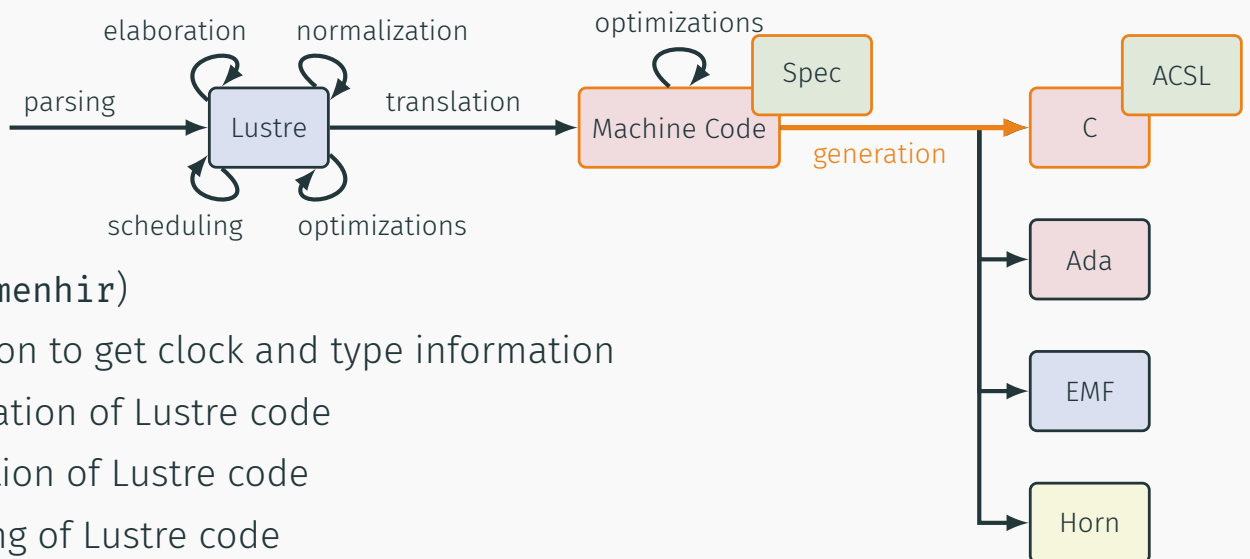 elaboration normalization optimizations
Spec ACSL
parsing Lustre translation Machine Code C
generation
scheduling optimizations
Ada
menhir)
on to get clock and type information
EMF
ation of Lustre code
tion of Lustre code
Horn
ng of Lustre code